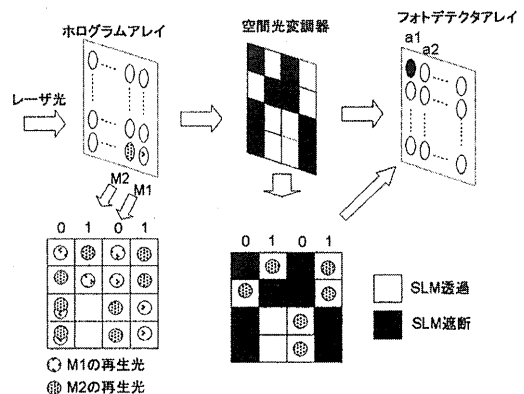 ホログラムアレイ
空間光変調器
フォトデテクタアレイ
a1
a2
レーザ光
M2
M1
0 1 0 1
0 1 0 1
SLM透過
SLM遮断
M1の再生光
M2の再生光